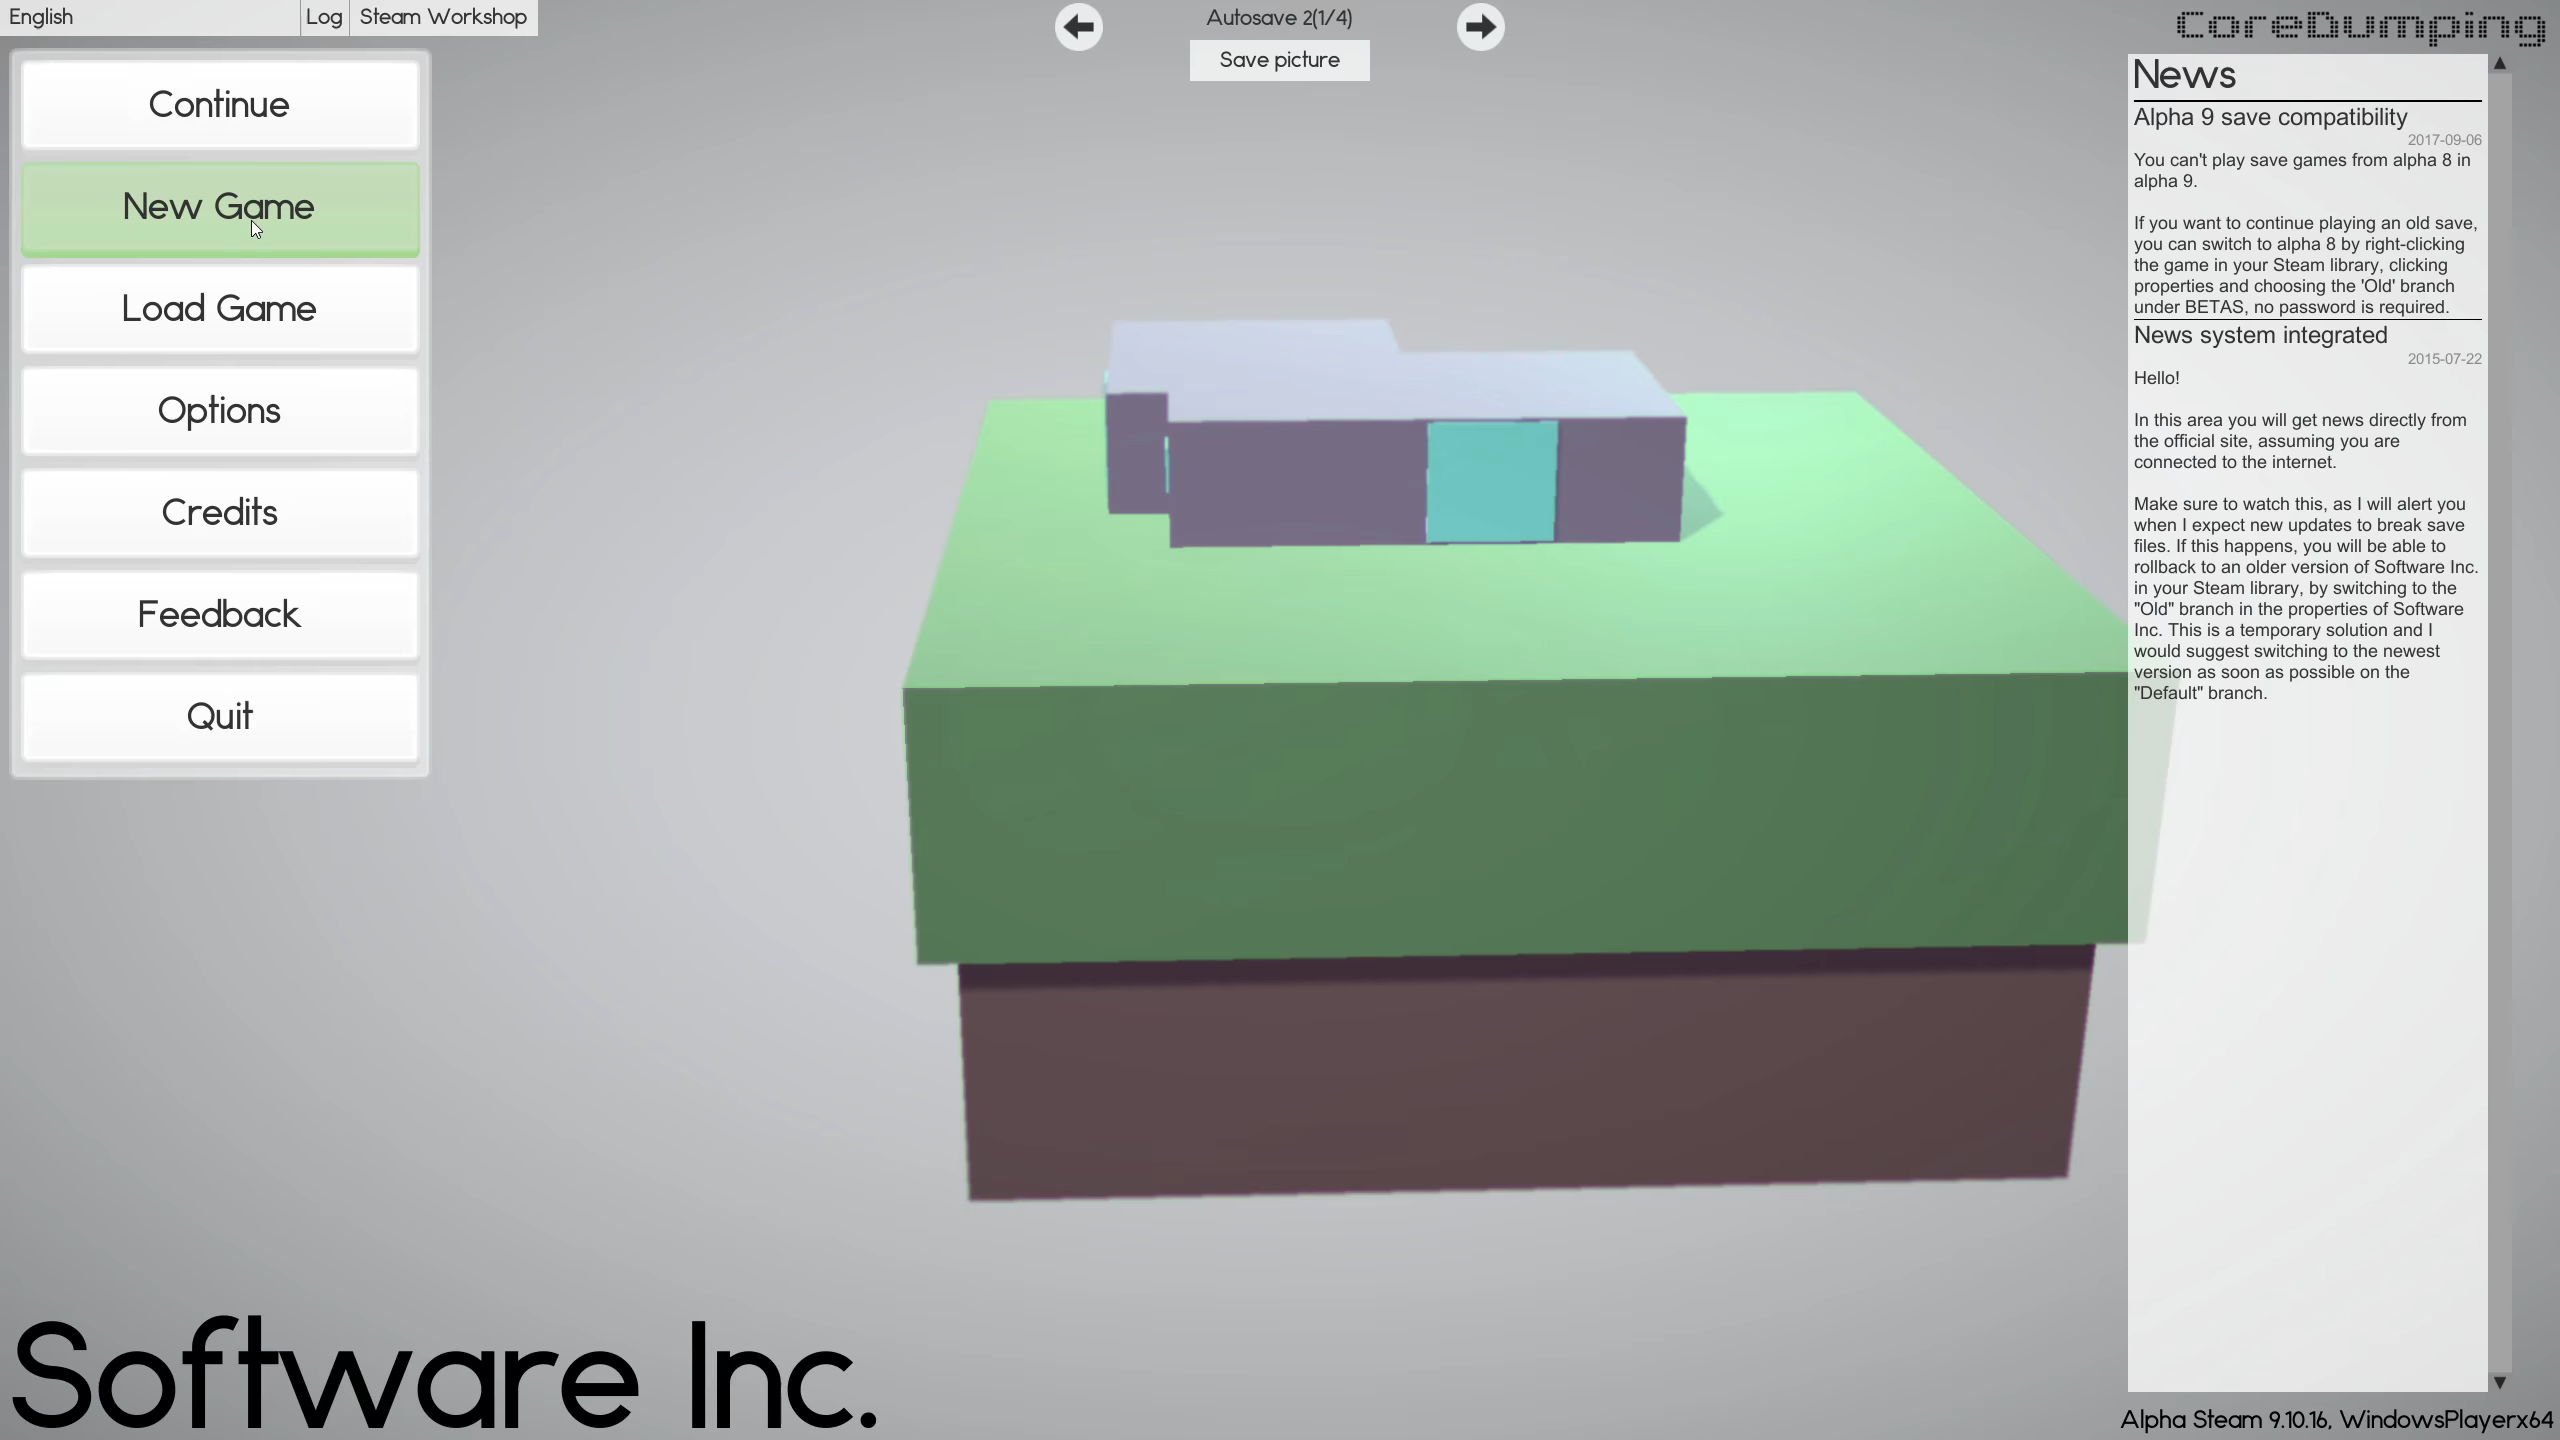 English
Log
Steam Workshop
Autosave 2(1/4)
Save picture
CoreDumping
Continue
New Game
Load Game
Options
Credits
Feedback
Quit
News
Alpha 9 save compatibility
2017-09-06
You can't play save games from alpha 8 in
alpha 9.
If you want to continue playing an old save,
you can switch to alpha 8 by right-clicking
the game in your Steam library, clicking
properties and choosing the 'Old' branch
under BETAS, no password is required.
News system integrated
2015-07-22
Hello!
In this area you will get news directly from
the official site, assuming you are
connected to the internet.
Make sure to watch this, as I will alert you
when I expect new updates to break save
files. If this happens, you will be able to
rollback to an older version of Software Inc.
in your Steam library, by switching to the
"Old" branch in the properties of Software
Inc. This is a temporary solution and I
would suggest switching to the newest
version as soon as possible on the
"Default" branch.
Software Inc.
Alpha Steam 9.10.16, WindowsPlayerx64